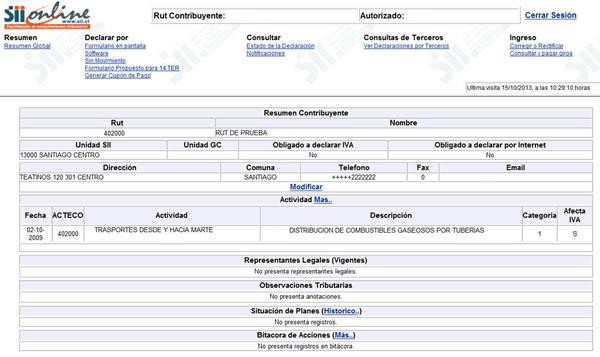 Sii online
www.sii.cl
Rut Contribuyente: Autorizado: Cerrar Sesión
Resumen Declarar por Consultar Consultas de Terceros Ingreso
Resumen Global Formulario en pantalla Estado de la Declaración Ver Declaraciones por Terceros Corregir o Rectificar
Software Notificaciones Consultar y pagar giros
Sin Movimiento
Formulario Propuesto para 14 TER
Generar Cupón de Pago
Ultima visita 15/10/2013, a las 10:29:10 horas
Resumen Contribuyente
Rut Nombre
402000 RUT DE PRUEBA
Unidad SII Unidad GC Obligado a declarar IVA Obligado a declarar por Internet
13000 SANTIAGO CENTRO No No
Dirección Comuna Telefono Fax Email
TEATINOS 120 301 CENTRO SANTIAGO +++++2222222 0
Modificar
Actividad Mas..
Fecha ACTECO Actividad Descripción Categoria Afecta IVA
02-10-2009 402000 TRASPORTES DESDE Y HACIA MARTE DISTRIBUCION DE COMBUSTIBLES GASEOSOS POR TUBERIAS 1 S
Representantes Legales (Vigentes)
No presenta representantes legales.
Observaciones Tributarias
No presenta anotaciones.
Situación de Planes (Historico..)
No presenta registros.
Bitacora de Acciones (Más..)
No presenta registros en bitácora.